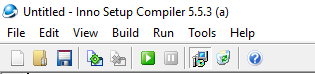 Untitled - Inno Setup Compiler 5.5.3 (a)
File Edit View Build Run Tools Help